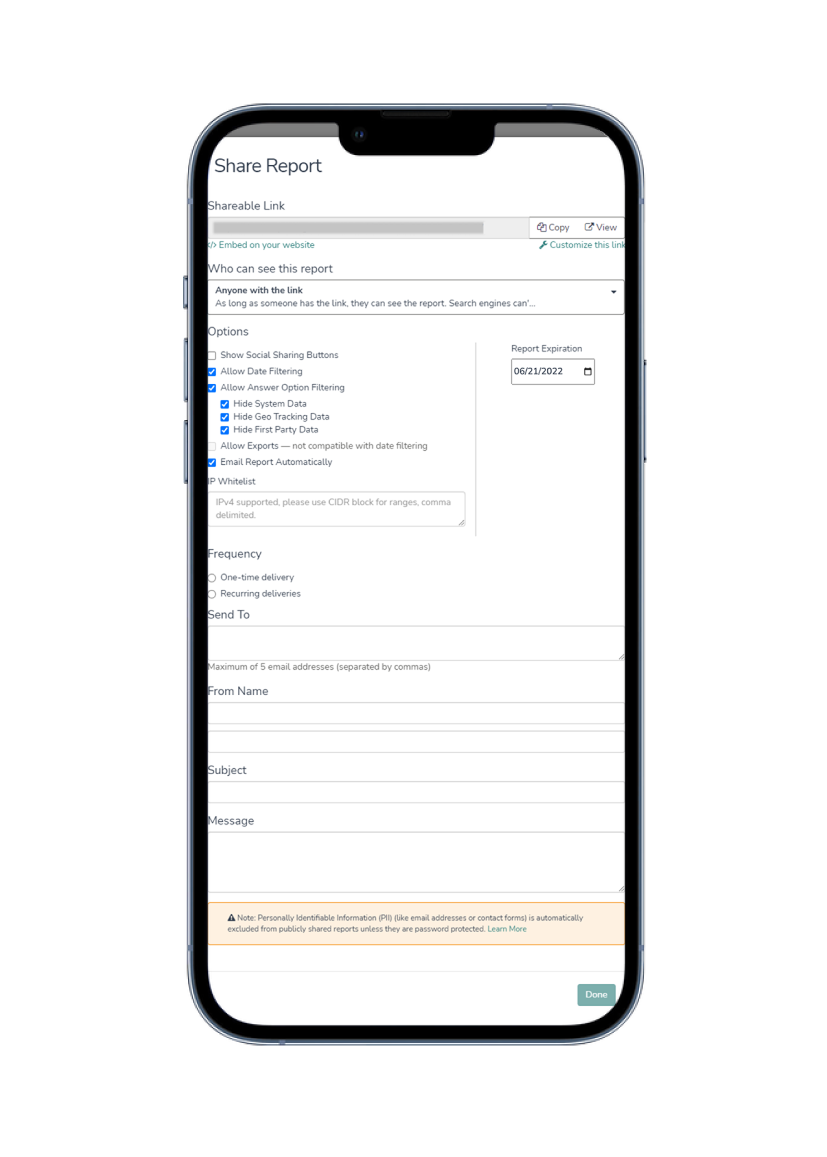 Share Report
Shareable Link
Copy View
</> Embed on your website Customize this link
Who can see this report
Anyone with the link
As long as someone has the link, they can see the report. Search engines can'...
Options
Show Social Sharing Buttons
Report Expiration
Allow Date Filtering
06/21/2022
Allow Answer Option Filtering
Hide System Data
Hide Geo Tracking Data
Hide First Party Data
Allow Exports — not compatible with date filtering
Email Report Automatically
IP Whitelist
IPv4 supported, please use CIDR block for ranges, comma
delimited.
Frequency
One-time delivery
Recurring deliveries
Send To
Maximum of 5 email addresses (separated by commas)
From Name
Subject
Message
Note: Personally Identifiable Information (PII) (like email addresses or contact forms) is automatically
excluded from publicly shared reports unless they are password protected. Learn More
Done